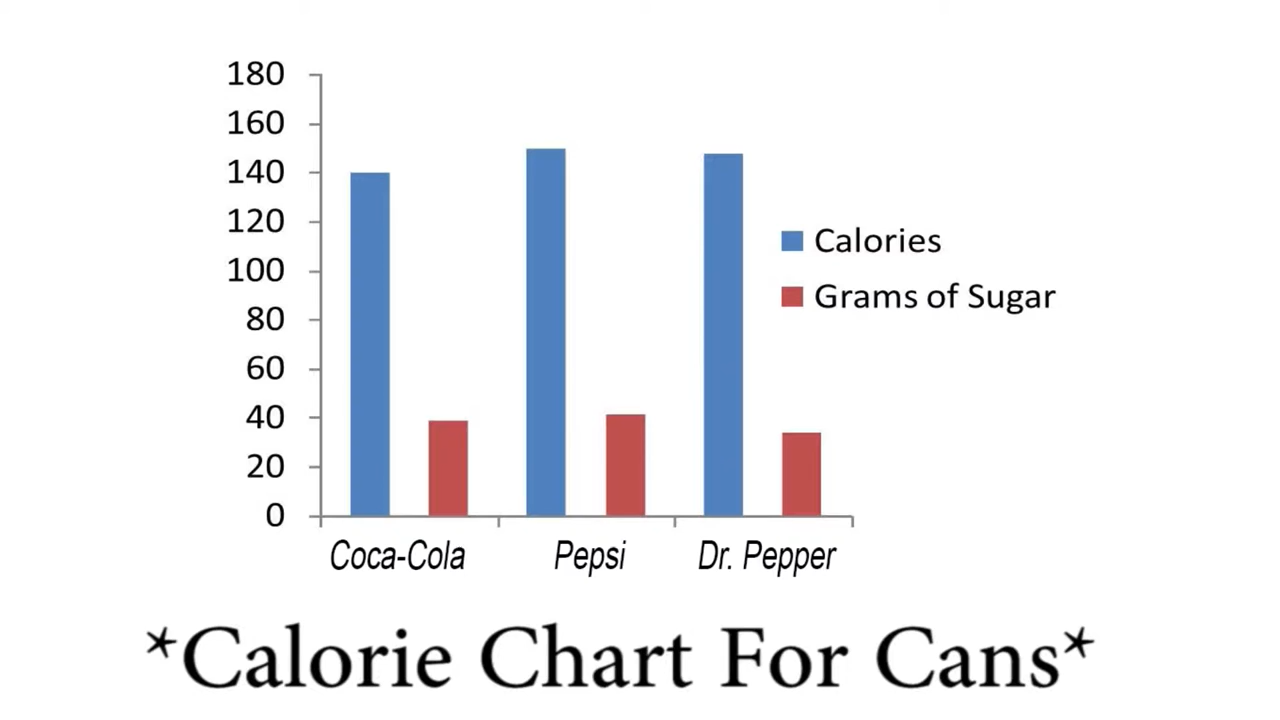 180
160
140
120
100
80
60
40
20
0
Calories
Grams of Sugar
Coca-Cola Pepsi Dr. Pepper
*Calorie Chart For Cans*